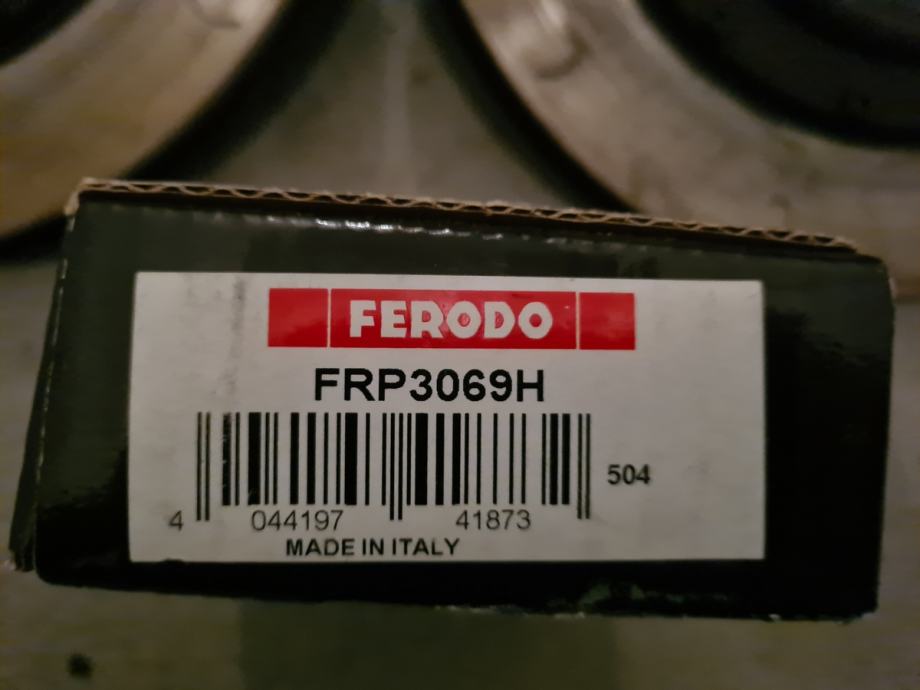 FERODO
FRP3069H
504
4 044197 41873
MADE IN ITALY